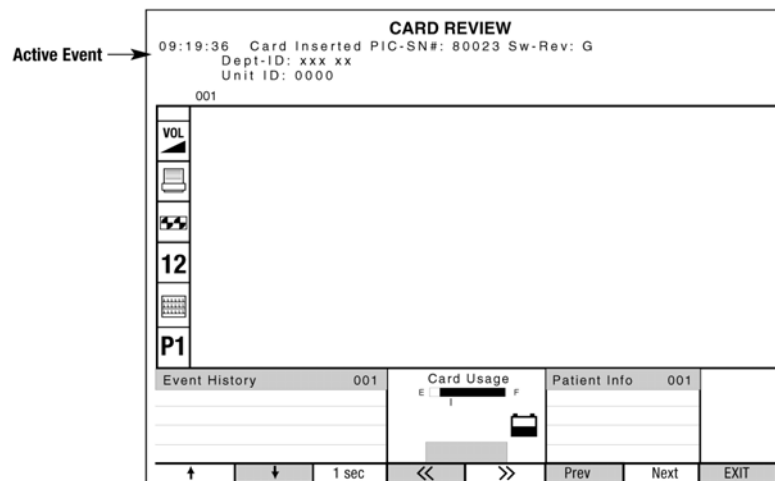 CARD REVIEW
Active Event
09:19:36 Card Inserted PIC-SN#: 80023 Sw-Rev: G
Dept-ID: xxx xx
Unit ID: 0000
001
VOL
12
P1
Event History 001
Card Usage
E F
Patient Info 001
1 sec
Prev
Next
EXIT